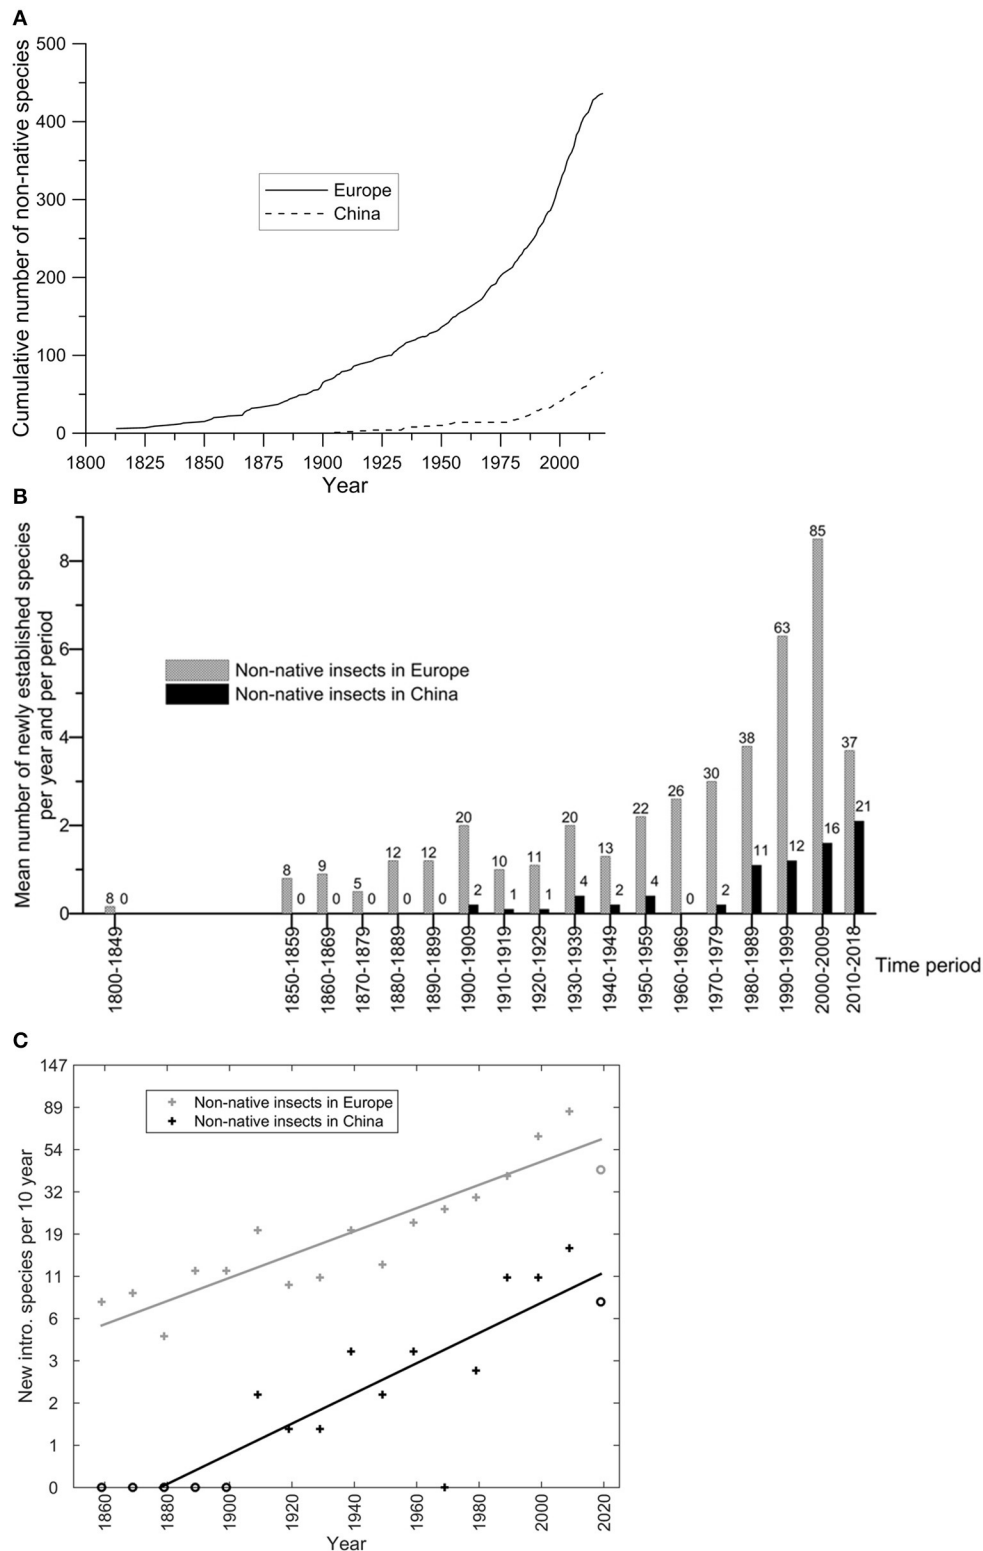 A
Cumulative number of non-native species
500
400
300
200
100
0
Europe
China
1800 1825 1850 1875 1900 1925 1950 1975 2000
Year
B
Mean number of newly established species
per year and per period
8
6
4
2
0
Non-native insects in Europe
Non-native insects in China
8 0 8 0 9 0 5 0 12 0 12 0 20 2 10 1 11 1 20 4 13 2 22 4 26 0 30 2 38 11 63 12 85 16 37 21
1800-1849 1850-1859 1860-1869 1870-1879 1880-1889 1890-1899 1900-1909 1910-1919 1920-1929 1930-1939 1940-1949 1950-1959 1960-1969 1970-1979 1980-1989 1990-1999 2000-2009 2010-2018
Time period
C
New intro. species per 10 year
147
89
54
32
19
11
6
3
2
1
0
Non-native insects in Europe
Non-native insects in China
1860 1880 1900 1920 1940 1960 1980 2000 2020
Year